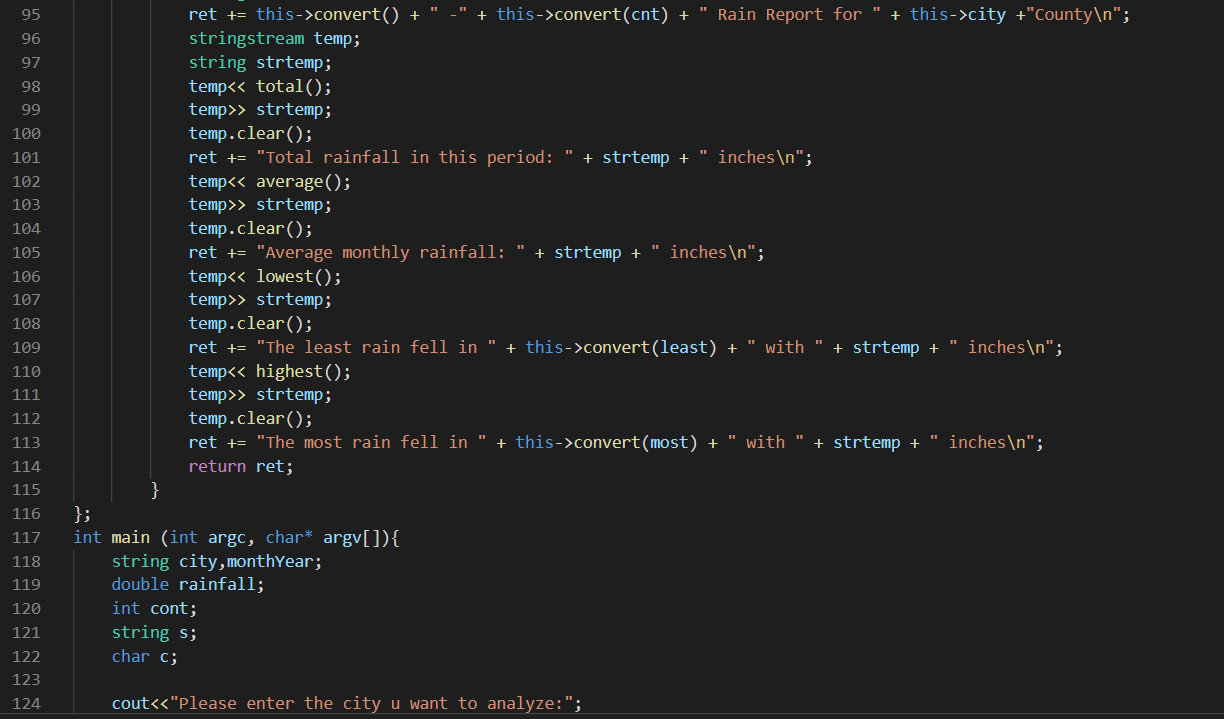 95 ret += this->convert() + " -" + this->convert(cnt) + " Rain Report for " + this->city +"County\n";
96 stringstream temp;
97 string strtemp;
98 temp<< total();
99 temp>> strtemp;
100 temp.clear();
101 ret += "Total rainfall in this period: " + strtemp + " inches\n";
102 temp<< average();
103 temp>> strtemp;
104 temp.clear();
105 ret += "Average monthly rainfall: " + strtemp + " inches\n";
106 temp<< lowest();
107 temp>> strtemp;
108 temp.clear();
109 ret += "The least rain fell in " + this->convert(least) + " with " + strtemp + " inches\n";
110 temp<< highest();
111 temp>> strtemp;
112 temp.clear();
113 ret += "The most rain fell in " + this->convert(most) + " with " + strtemp + " inches\n";
114 return ret;
115 }
116 };
117 int main (int argc, char* argv[]){
118 string city,monthYear;
119 double rainfall;
120 int cont;
121 string s;
122 char c;
123
124 cout<<"Please enter the city u want to analyze:";